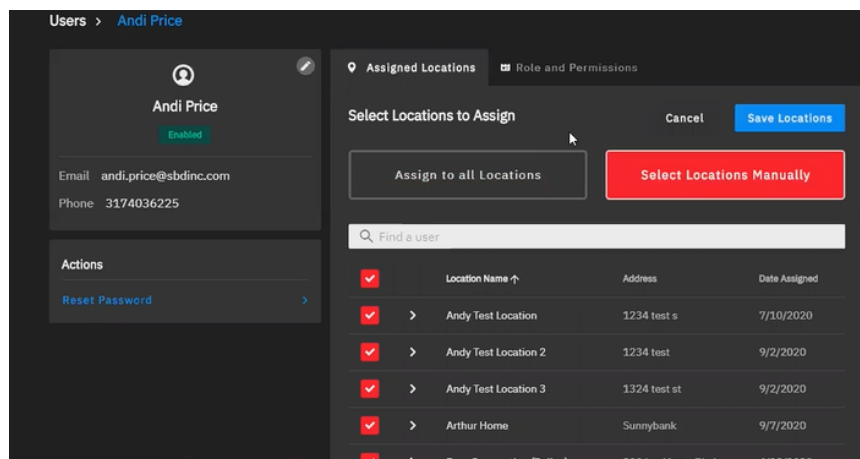 Users > Andi Price
Andi Price
Enabled
Email andi.price@sbdinc.com
Phone 3174036225
Actions
Reset Password
Assigned Locations
Role and Permissions
Select Locations to Assign
Cancel
Save Locations
Assign to all Locations
Select Locations Manually
Find a user
Location Name Address Date Assigned
Andy Test Location 1234 test s 7/10/2020
Andy Test Location 2 1234 test 9/2/2020
Andy Test Location 3 1324 test st 9/2/2020
Arthur Home Sunnybank 9/7/2020